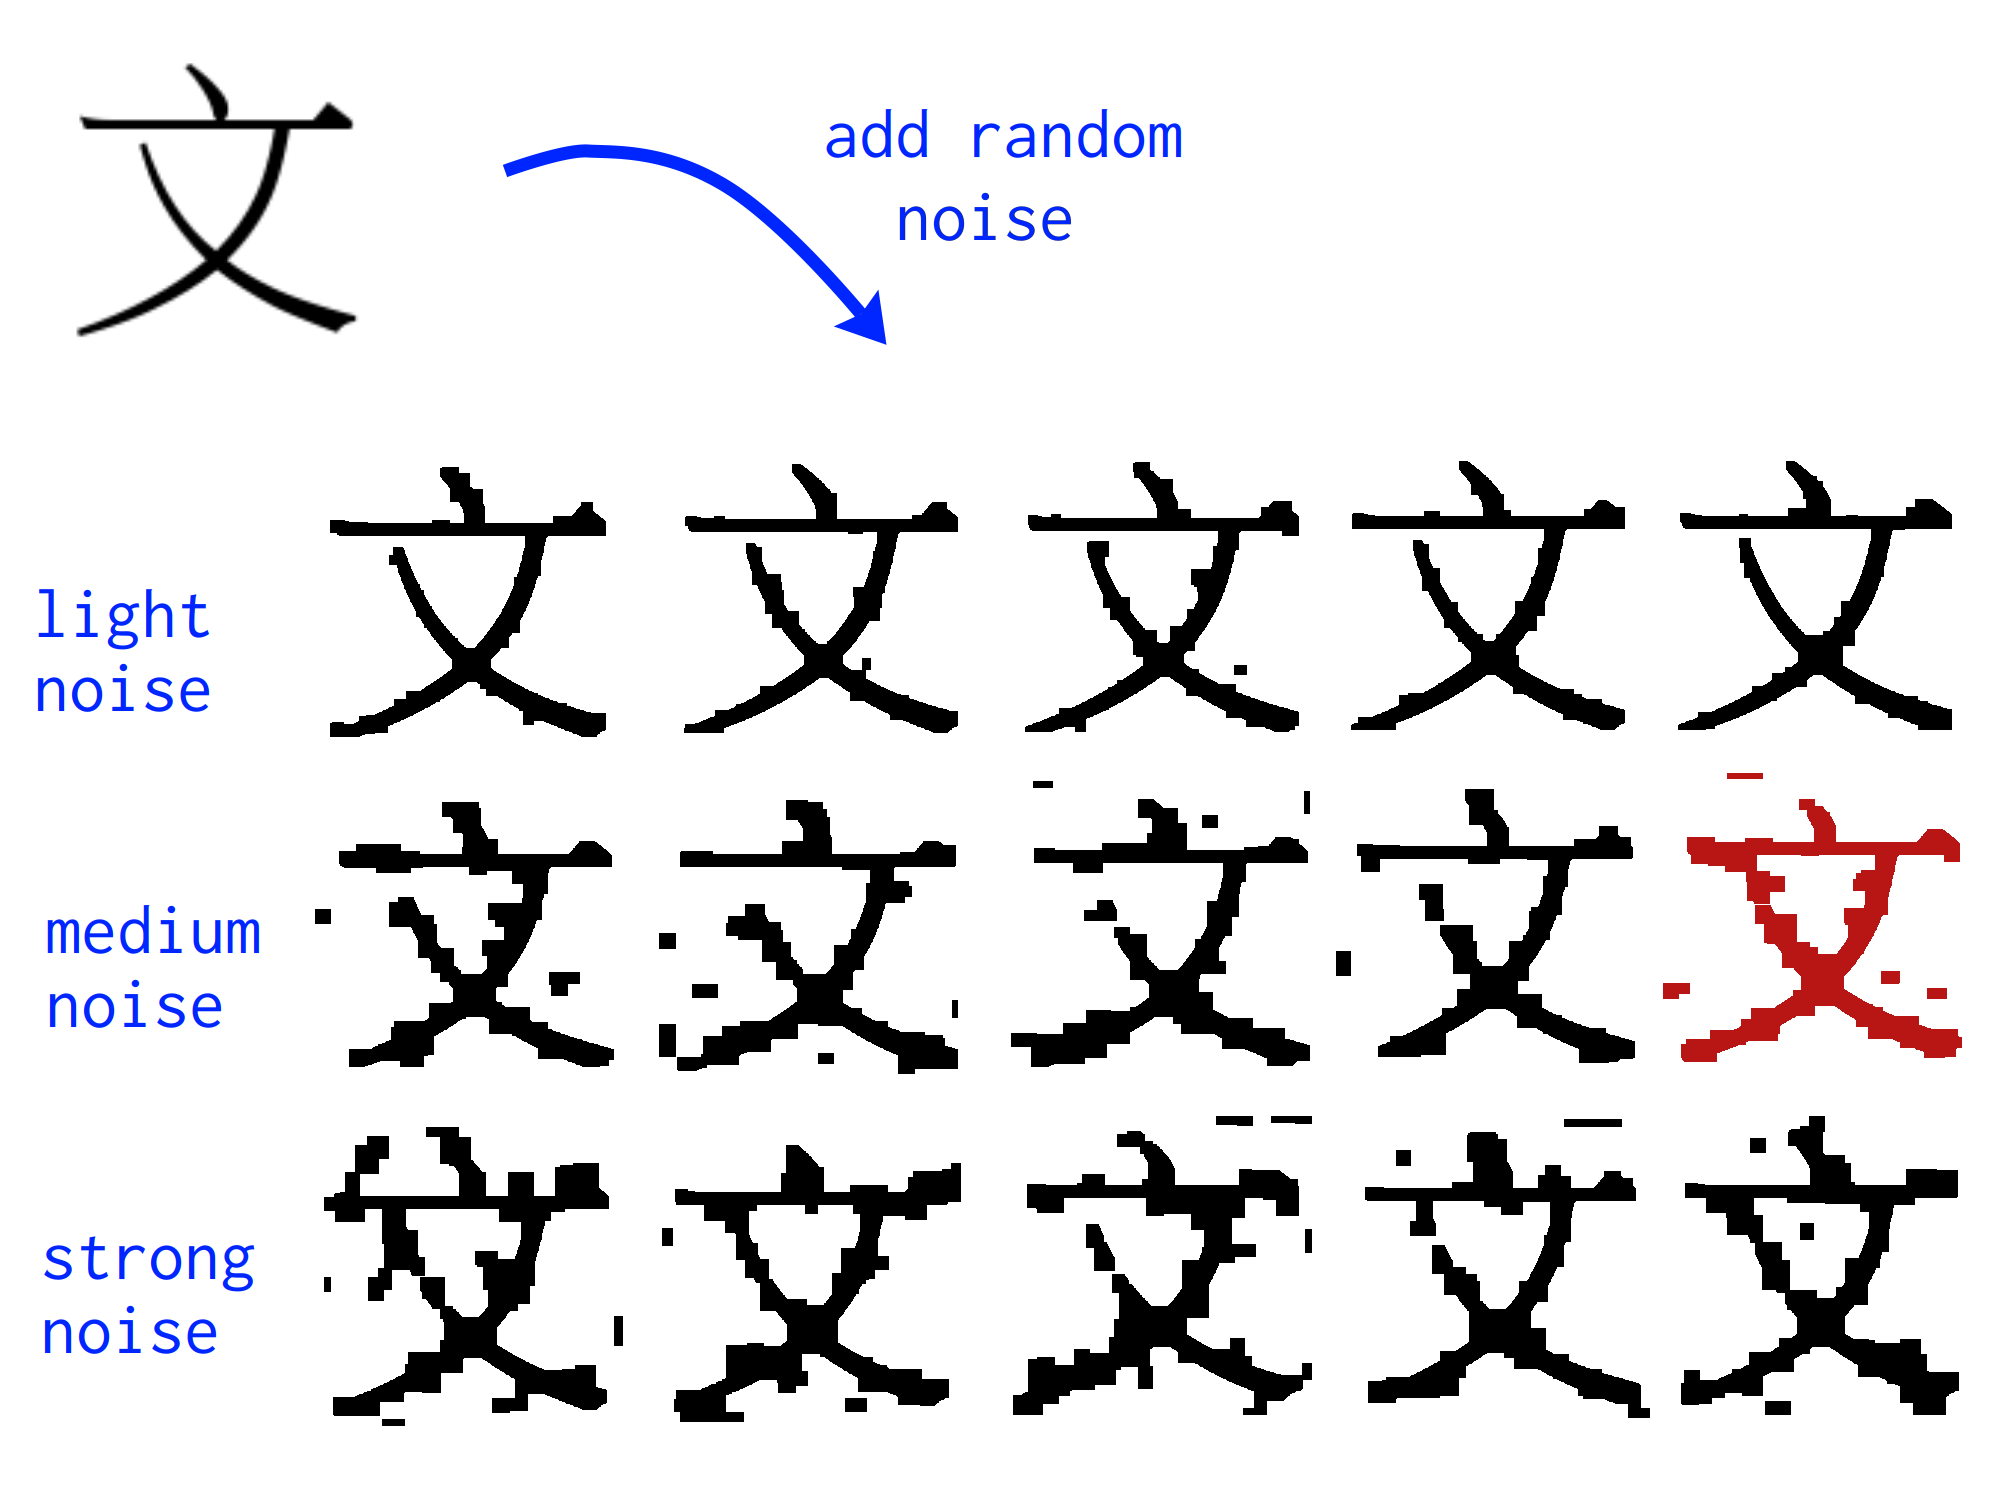 文
add random
noise
light
noise
文 文 文 文 文
medium
noise
文 文 文 文 文
strong
noise
文 文 文 文 文